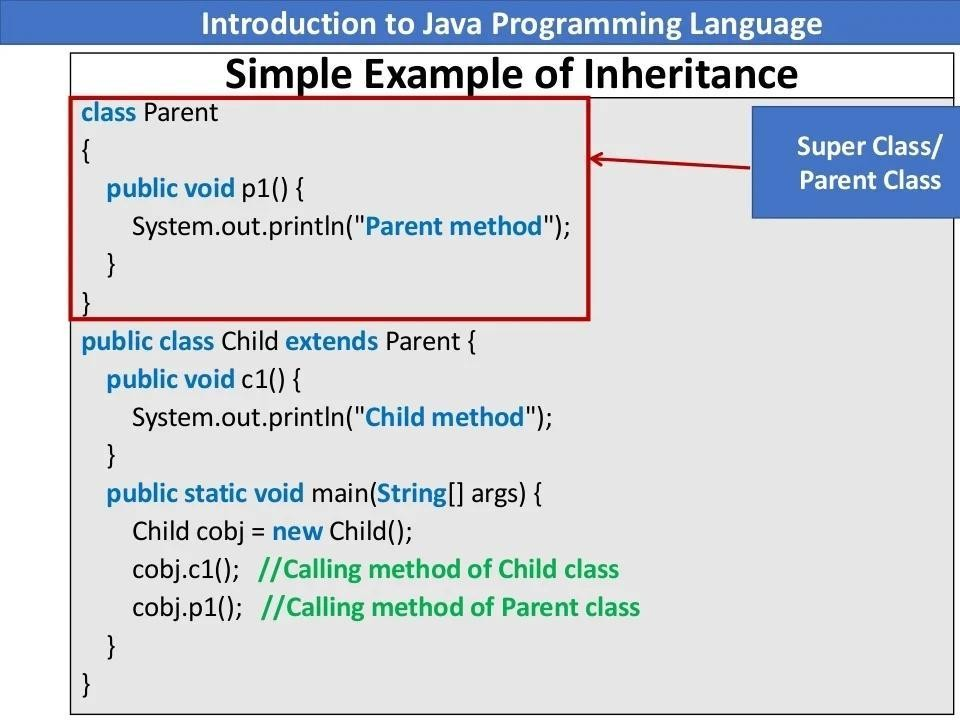 Introduction to Java Programming Language
Simple Example of Inheritance
class Parent
{
public void p1() {
System.out.println("Parent method");
}
}
Super Class/
Parent Class
public class Child extends Parent {
public void c1() {
System.out.println("Child method");
}
public static void main(String[] args) {
Child cobj = new Child();
cobj.c1(); //Calling method of Child class
cobj.p1(); //Calling method of Parent class
}
}